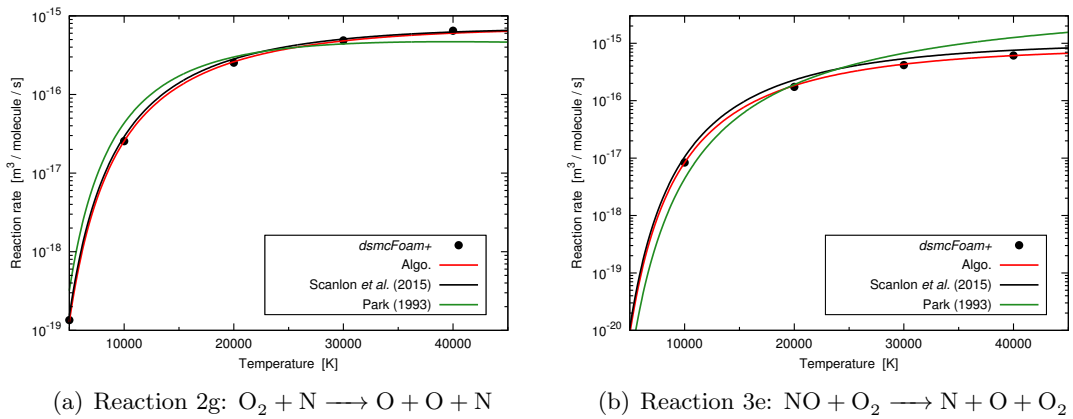 10⁻¹⁵
10⁻¹⁶
10⁻¹⁷
10⁻¹⁸
10⁻¹⁹
Reaction rate [m³ / molecule / s]
dsmcFoam+
Algo.
Scanlon et al. (2015)
Park (1993)
10000 20000 30000 40000
Temperature [K]
(a) Reaction 2g: O₂ + N ⟶ O + O + N
10⁻¹⁵
10⁻¹⁶
10⁻¹⁷
10⁻¹⁸
10⁻¹⁹
10⁻²⁰
Reaction rate [m³ / molecule / s]
dsmcFoam+
Algo.
Scanlon et al. (2015)
Park (1993)
10000 20000 30000 40000
Temperature [K]
(b) Reaction 3e: NO + O₂ ⟶ N + O + O₂